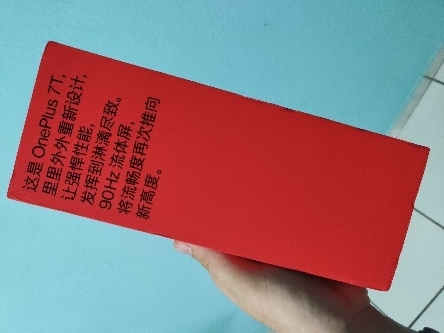 这是 OnePlus 7T,
里里外外重新设计,
让强悍性能,
发挥到淋漓尽致。
90Hz 流体屏,
将流畅度再次推向
新高度。